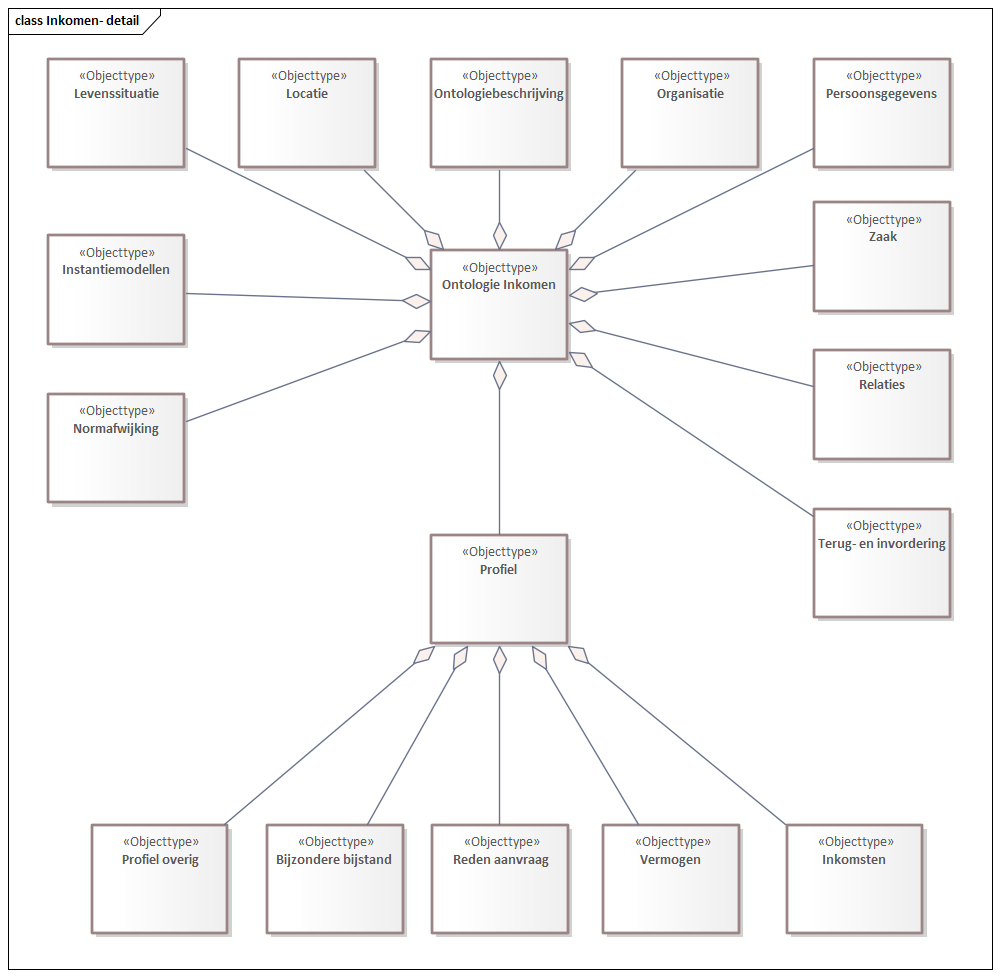 class Inkomen- detail
«Objecttype»
Levenssituatie
«Objecttype»
Locatie
«Objecttype»
Ontologiebeschrijving
«Objecttype»
Organisatie
«Objecttype»
Persoonsgegevens
«Objecttype»
Zaak
«Objecttype»
Instantiemodellen
«Objecttype»
Ontologie Inkomen
«Objecttype»
Relaties
«Objecttype»
Normafwijking
«Objecttype»
Terug- en invordering
«Objecttype»
Profiel
«Objecttype»
Profiel overig
«Objecttype»
Bijzondere bijstand
«Objecttype»
Reden aanvraag
«Objecttype»
Vermogen
«Objecttype»
Inkomsten